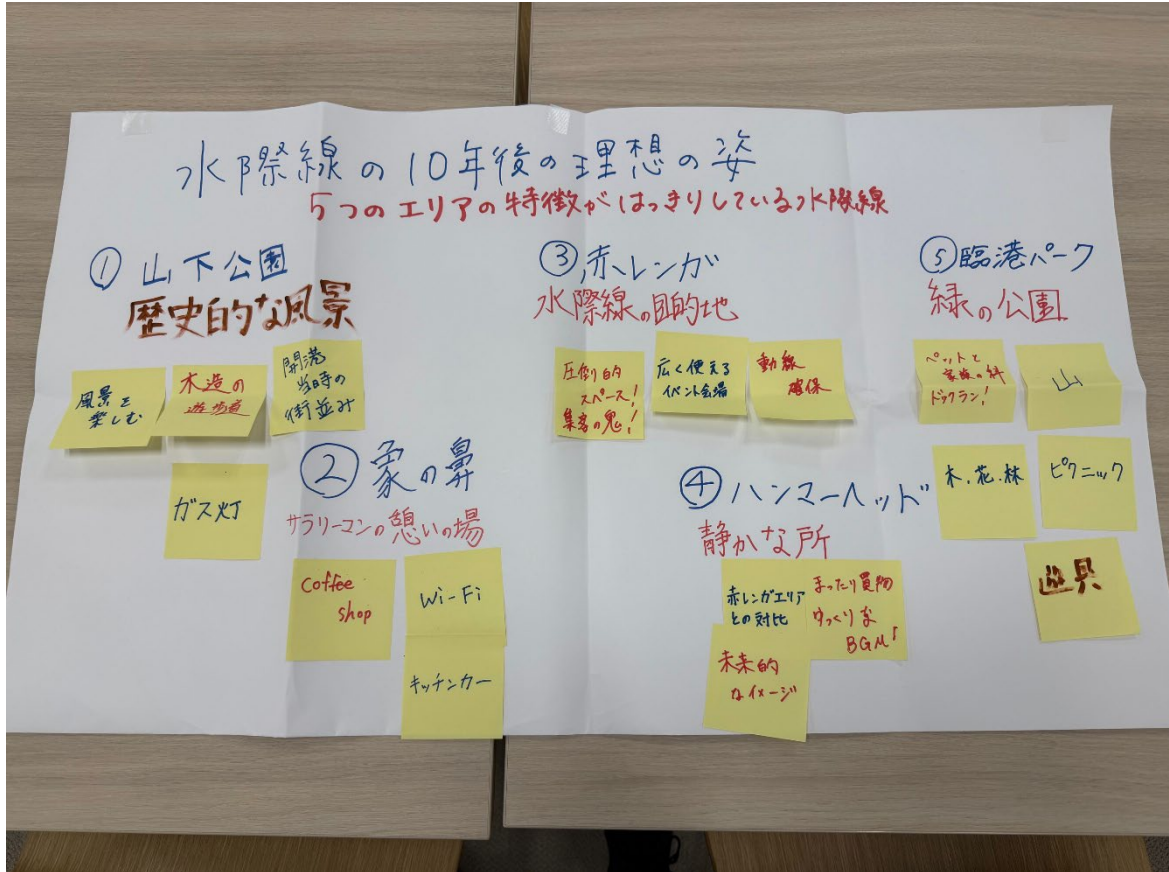 水際線の10年後の理想の姿
5つのエリアの特徴がはっきりしている水際線
①山下公園
歴史的な風景
風景を
楽しむ
木造の
遊歩道
開港
当時の
街並み
ガス灯
②象の鼻
サラリーマンの憩いの場
Coffee
shop
Wi-Fi
キッチンカー
③赤レンガ
水際線の目的地
圧倒的
スペース!
集客の鬼!
広く使える
イベント会場
動線
確保
④ハンマーヘッド
静かな所
赤レンガエリア
との対比
まったり買物
ゆっくりな
BGM!
未来的
なイメージ
⑤臨港パーク
緑の公園
ペットと
家族の絆
ドックラン!
山
木、花、林
ピクニック
遊具